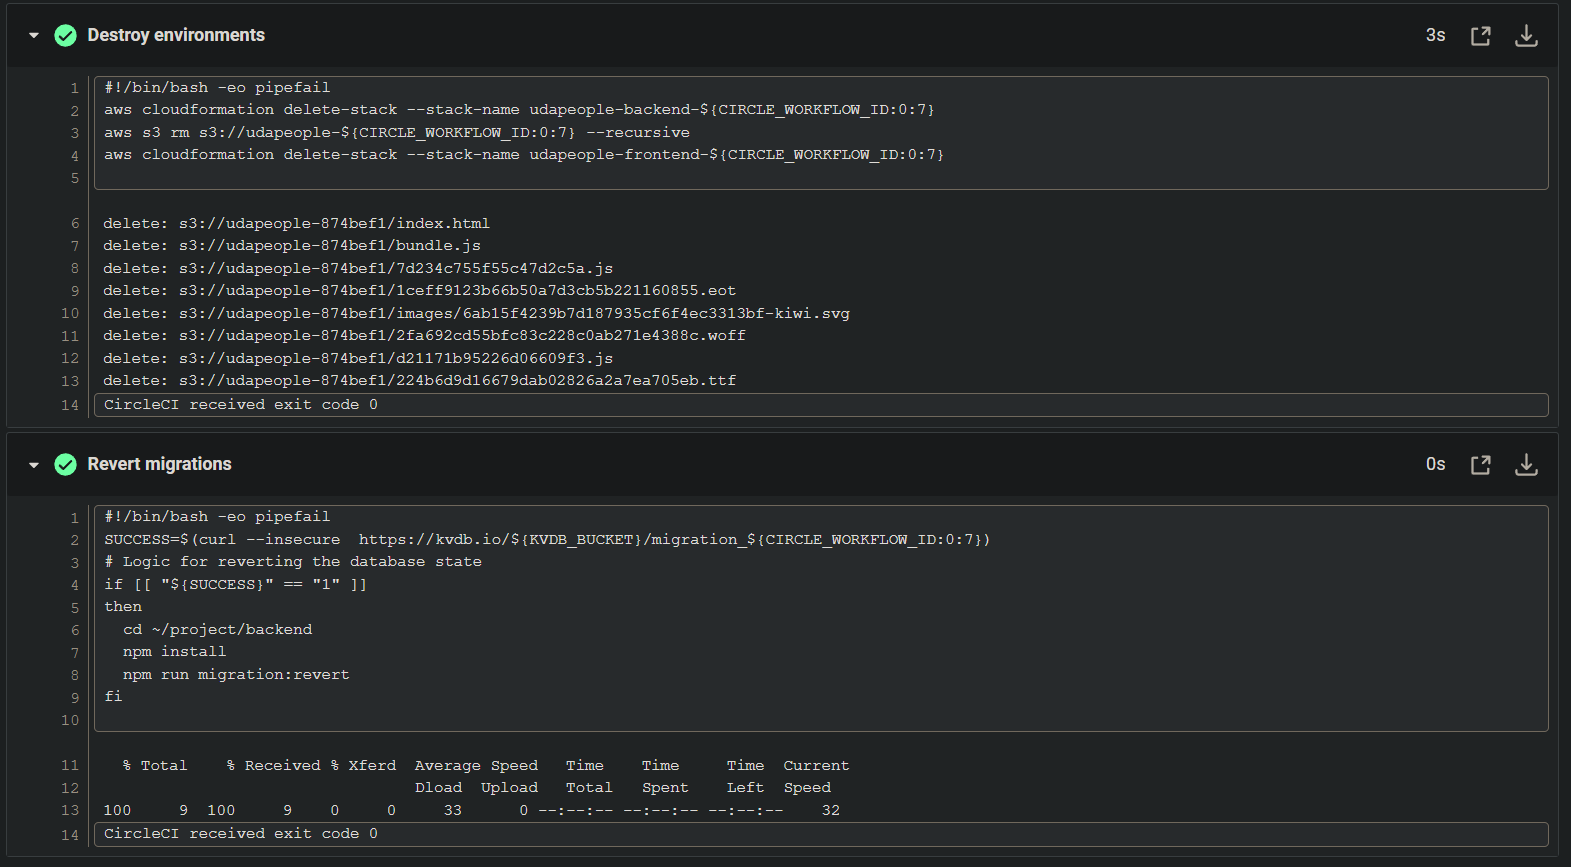 Destroy environments 3s
1 #!/bin/bash -eo pipefail
2 aws cloudformation delete-stack --stack-name udapeople-backend-${CIRCLE_WORKFLOW_ID:0:7}
3 aws s3 rm s3://udapeople-${CIRCLE_WORKFLOW_ID:0:7} --recursive
4 aws cloudformation delete-stack --stack-name udapeople-frontend-${CIRCLE_WORKFLOW_ID:0:7}
5
6 delete: s3://udapeople-874bef1/index.html
7 delete: s3://udapeople-874bef1/bundle.js
8 delete: s3://udapeople-874bef1/7d234c755f55c47d2c5a.js
9 delete: s3://udapeople-874bef1/1ceff9123b66b50a7d3cb5b221160855.eot
10 delete: s3://udapeople-874bef1/images/6ab15f4239b7d187935cf6f4ec3313bf-kiwi.svg
11 delete: s3://udapeople-874bef1/2fa692cd55bfc83c228c0ab271e4388c.woff
12 delete: s3://udapeople-874bef1/d21171b95226d06609f3.js
13 delete: s3://udapeople-874bef1/224b6d9d16679dab02826a2a7ea705eb.ttf
14 CircleCI received exit code 0
Revert migrations 0s
1 #!/bin/bash -eo pipefail
2 SUCCESS=$(curl --insecure  https://kvdb.io/${KVDB_BUCKET}/migration_${CIRCLE_WORKFLOW_ID:0:7})
3 # Logic for reverting the database state
4 if [[ "${SUCCESS}" == "1" ]]
5 then
6   cd ~/project/backend
7   npm install
8   npm run migration:revert
9 fi
10
11   % Total    % Received % Xferd  Average Speed   Time    Time     Time  Current
12                                  Dload  Upload   Total   Spent    Left  Speed
13 100     9  100     9    0     0     33      0 --:--:-- --:--:-- --:--:--    32
14 CircleCI received exit code 0